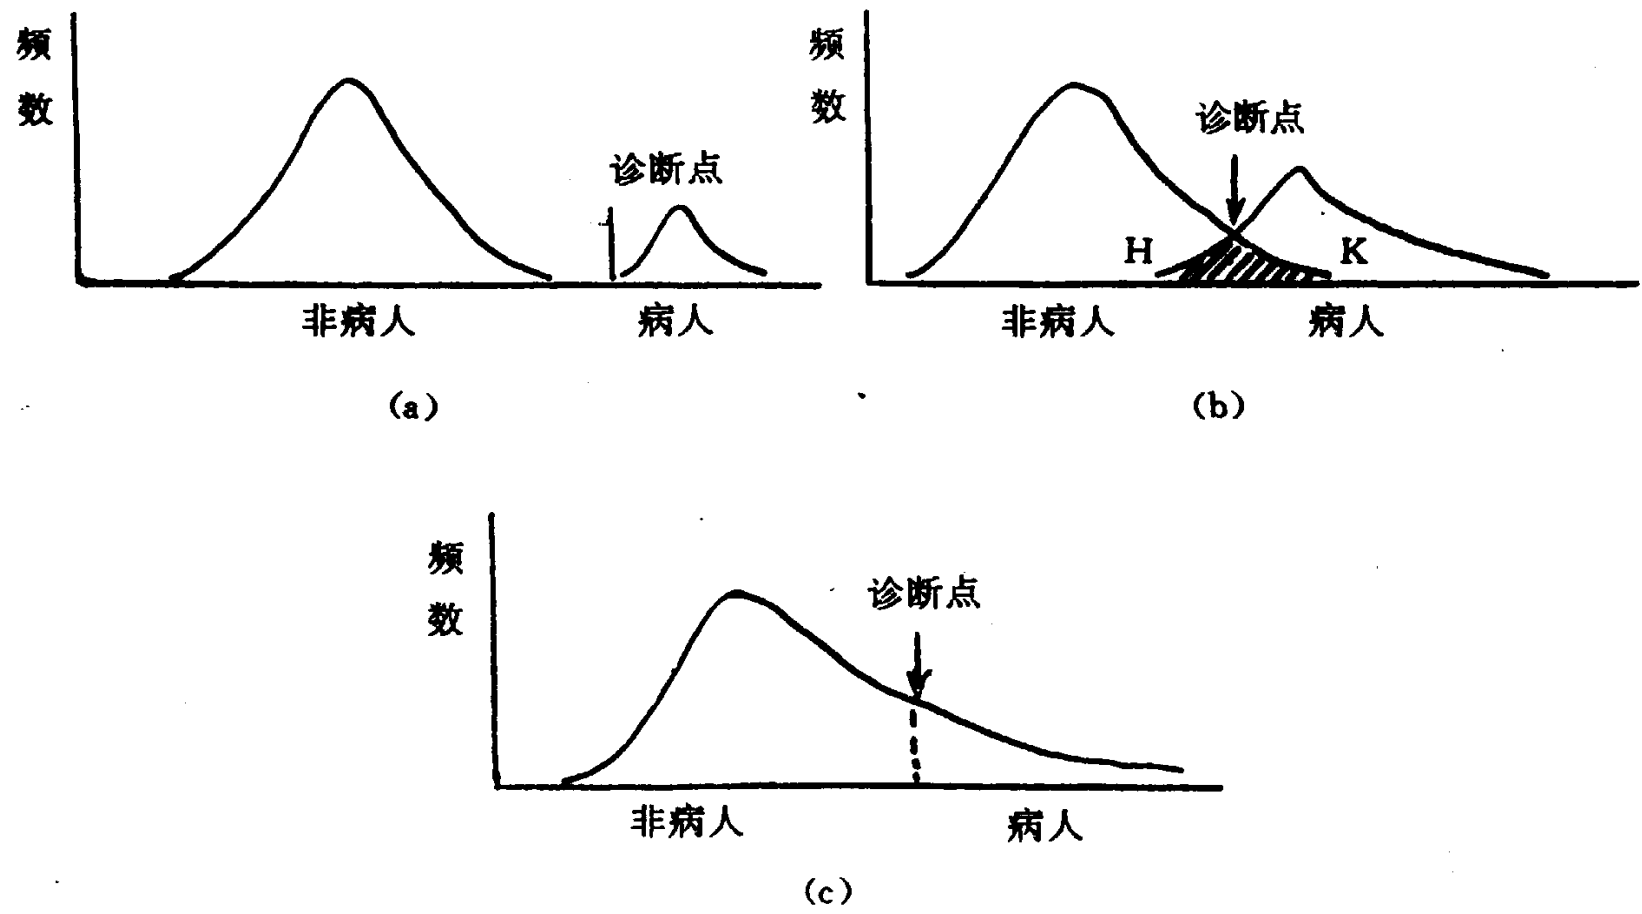 频数
诊断点
非病人 病人
(a)
频数
诊断点
H K
非病人 病人
(b)
频数
诊断点
非病人 病人
(c)